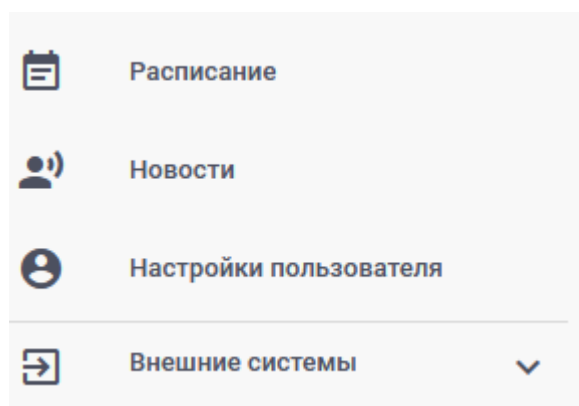 Расписание
Новости
Настройки пользователя
Внешние системы